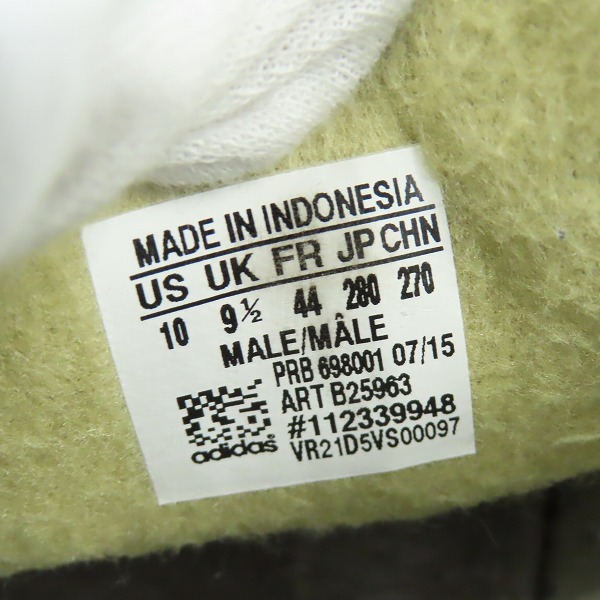 MADE IN INDONESIA
US UK FR JP CHN
10 9½ 44 280 270
MALE/MÂLE
PRB 698001 07/15
ART B25963
#112339948
adidas VR21D5VS00097